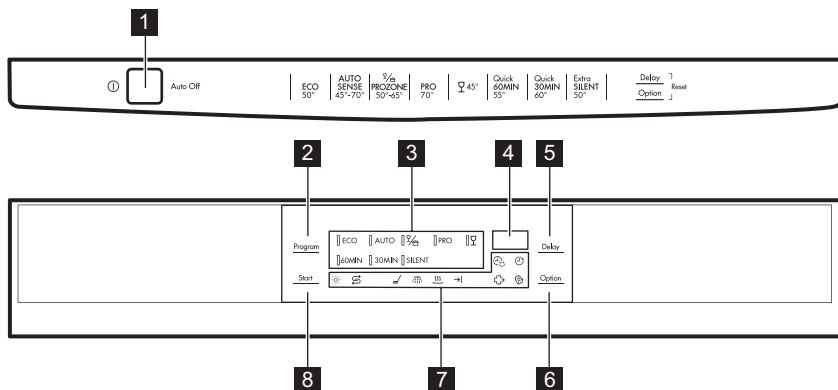 1
Auto Off
ECO
50°
AUTO
SENSE
45°-70°
PROZONE
50°-65°
PRO
70°
45°
Quick
60MIN
55°
Quick
30MIN
60°
Extra
SILENT
50°
Delay
Option
Reset
2
3
4
5
Program
ECO
AUTO
PRO
Delay
60MIN
30MIN
SILENT
Start
Option
8
7
6